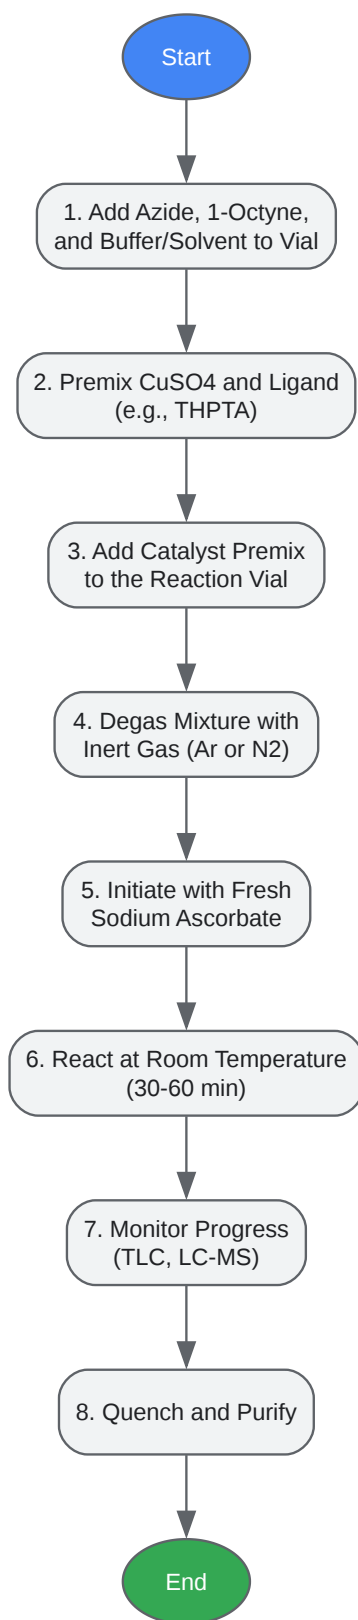 Start
1. Add Azide, 1-Octyne,
and Buffer/Solvent to Vial
2. Premix CuSO4 and Ligand
(e.g., THPTA)
3. Add Catalyst Premix
to the Reaction Vial
4. Degas Mixture with
Inert Gas (Ar or N2)
5. Initiate with Fresh
Sodium Ascorbate
6. React at Room Temperature
(30-60 min)
7. Monitor Progress
(TLC, LC-MS)
8. Quench and Purify
End